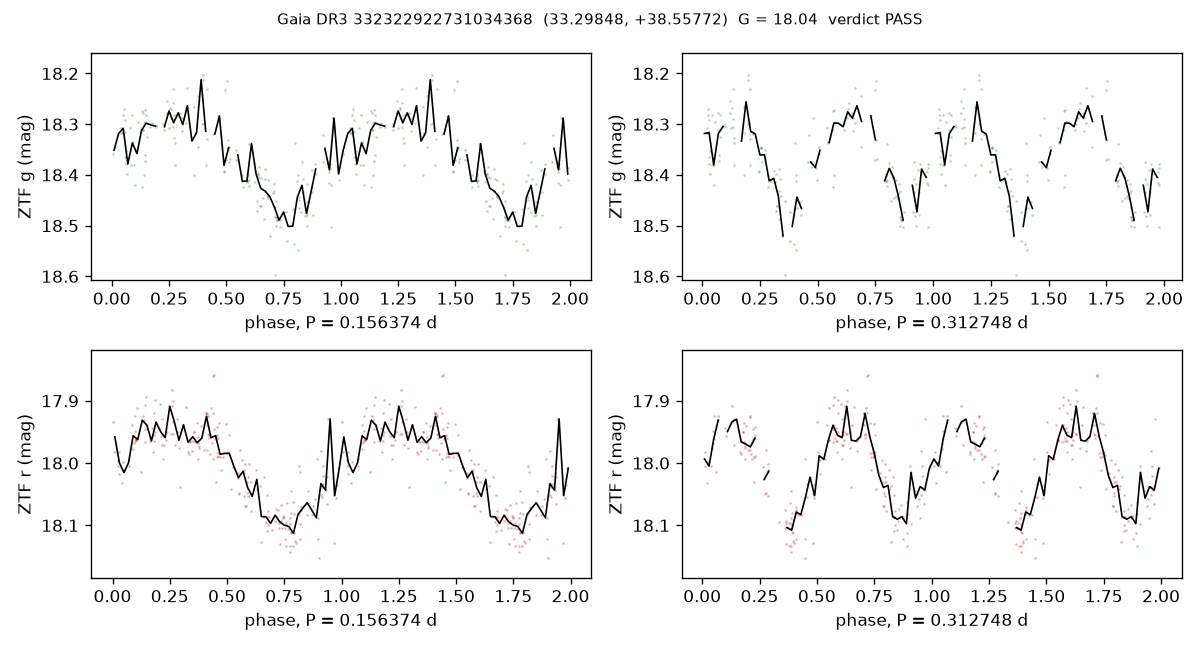 Gaia DR3 332322922731034368 (33.29848, +38.55772) G = 18.04 verdict PASS
18.2
18.3
18.4
18.5
18.6
ZTF g (mag)
0.00 0.25 0.50 0.75 1.00 1.25 1.50 1.75 2.00
phase, P = 0.156374 d
18.2
18.3
18.4
18.5
18.6
ZTF g (mag)
0.00 0.25 0.50 0.75 1.00 1.25 1.50 1.75 2.00
phase, P = 0.312748 d
17.9
18.0
18.1
ZTF r (mag)
0.00 0.25 0.50 0.75 1.00 1.25 1.50 1.75 2.00
phase, P = 0.156374 d
17.9
18.0
18.1
ZTF r (mag)
0.00 0.25 0.50 0.75 1.00 1.25 1.50 1.75 2.00
phase, P = 0.312748 d